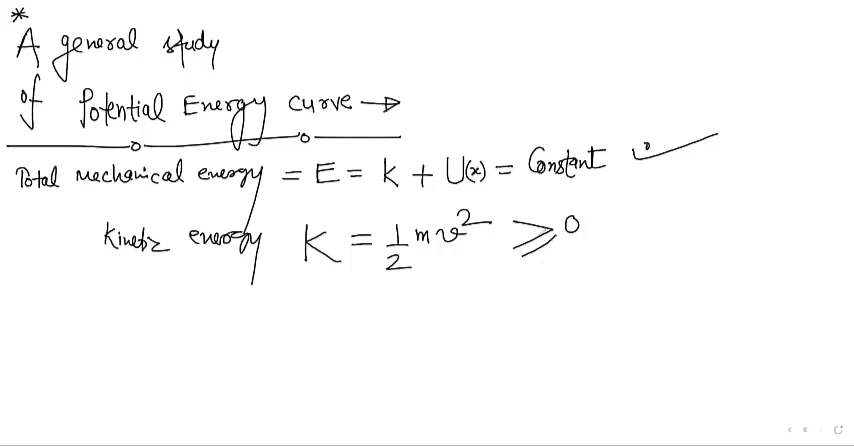 *
A general study
of Potential Energy curve →
Total mechanical energy = E = K + U(x) = Constant
Kinetic energy K = 1/2 mv² ≥ 0